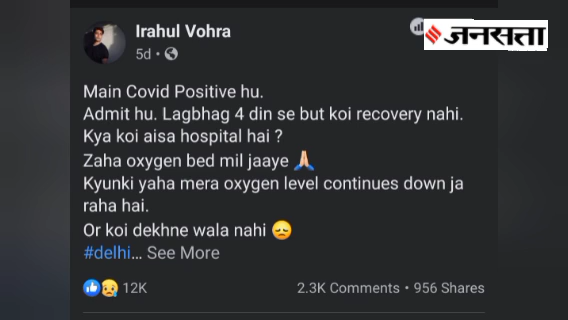 Irahul Vohra
5d
जनसत्ता
Main Covid Positive hu.
Admit hu. Lagbhag 4 din se but koi recovery nahi.
Kya koi aisa hospital hai ?
Zaha oxygen bed mil jaaye 🙏🏻
Kyunki yaha mera oxygen level continues down ja
raha hai.
Or koi dekhne wala nahi 😞
#delhi... See More
12K
2.3K Comments • 956 Shares